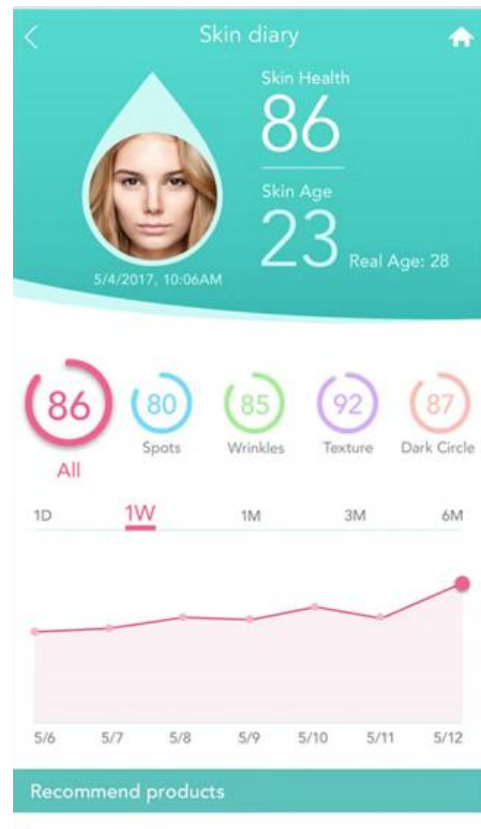 Skin diary
Skin Health
86
Skin Age
23 Real Age: 28
5/4/2017, 10:06AM
86 80 85 92 87
Spots Wrinkles Texture Dark Circle
All
1D 1W 1M 3M 6M
5/6 5/7 5/8 5/9 5/10 5/11 5/12
Recommend products